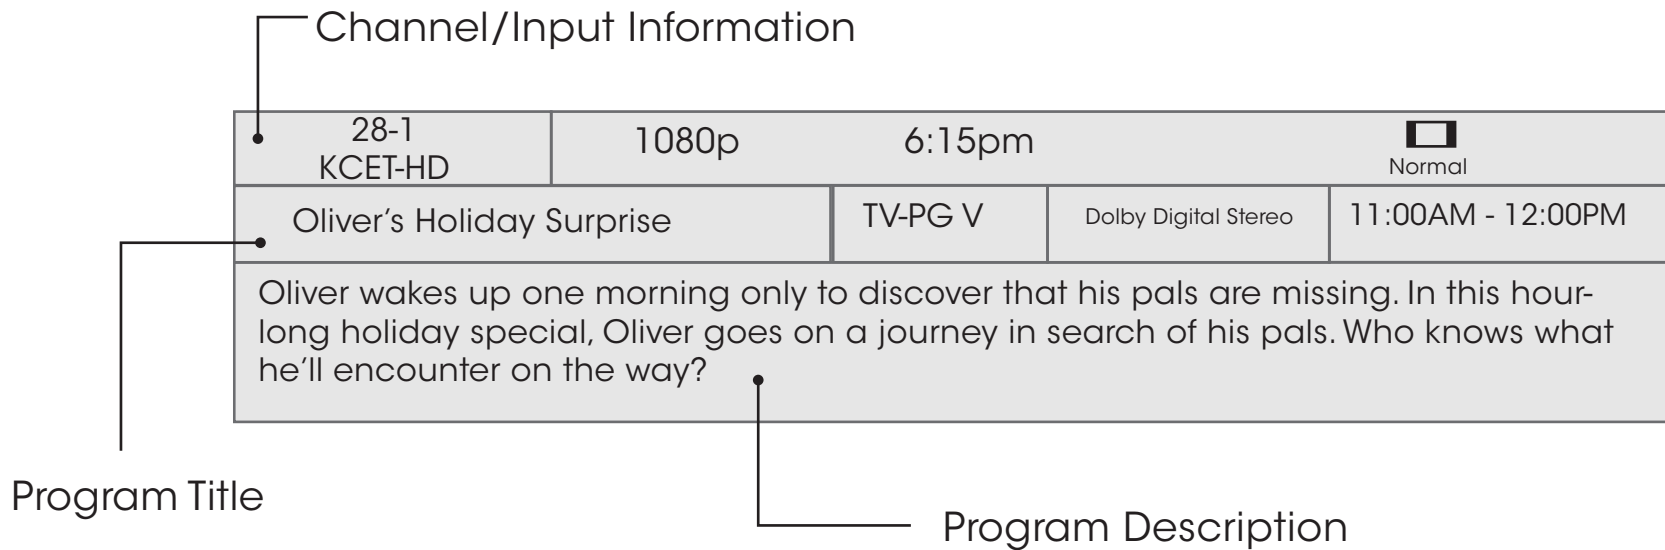 Channel/Input Information
28-1
KCET-HD
1080p
6:15pm
Normal
Oliver's Holiday Surprise
TV-PG V
Dolby Digital Stereo
11:00AM - 12:00PM
Oliver wakes up one morning only to discover that his pals are missing. In this hour-
long holiday special, Oliver goes on a journey in search of his pals. Who knows what
he'll encounter on the way?
Program Title
Program Description